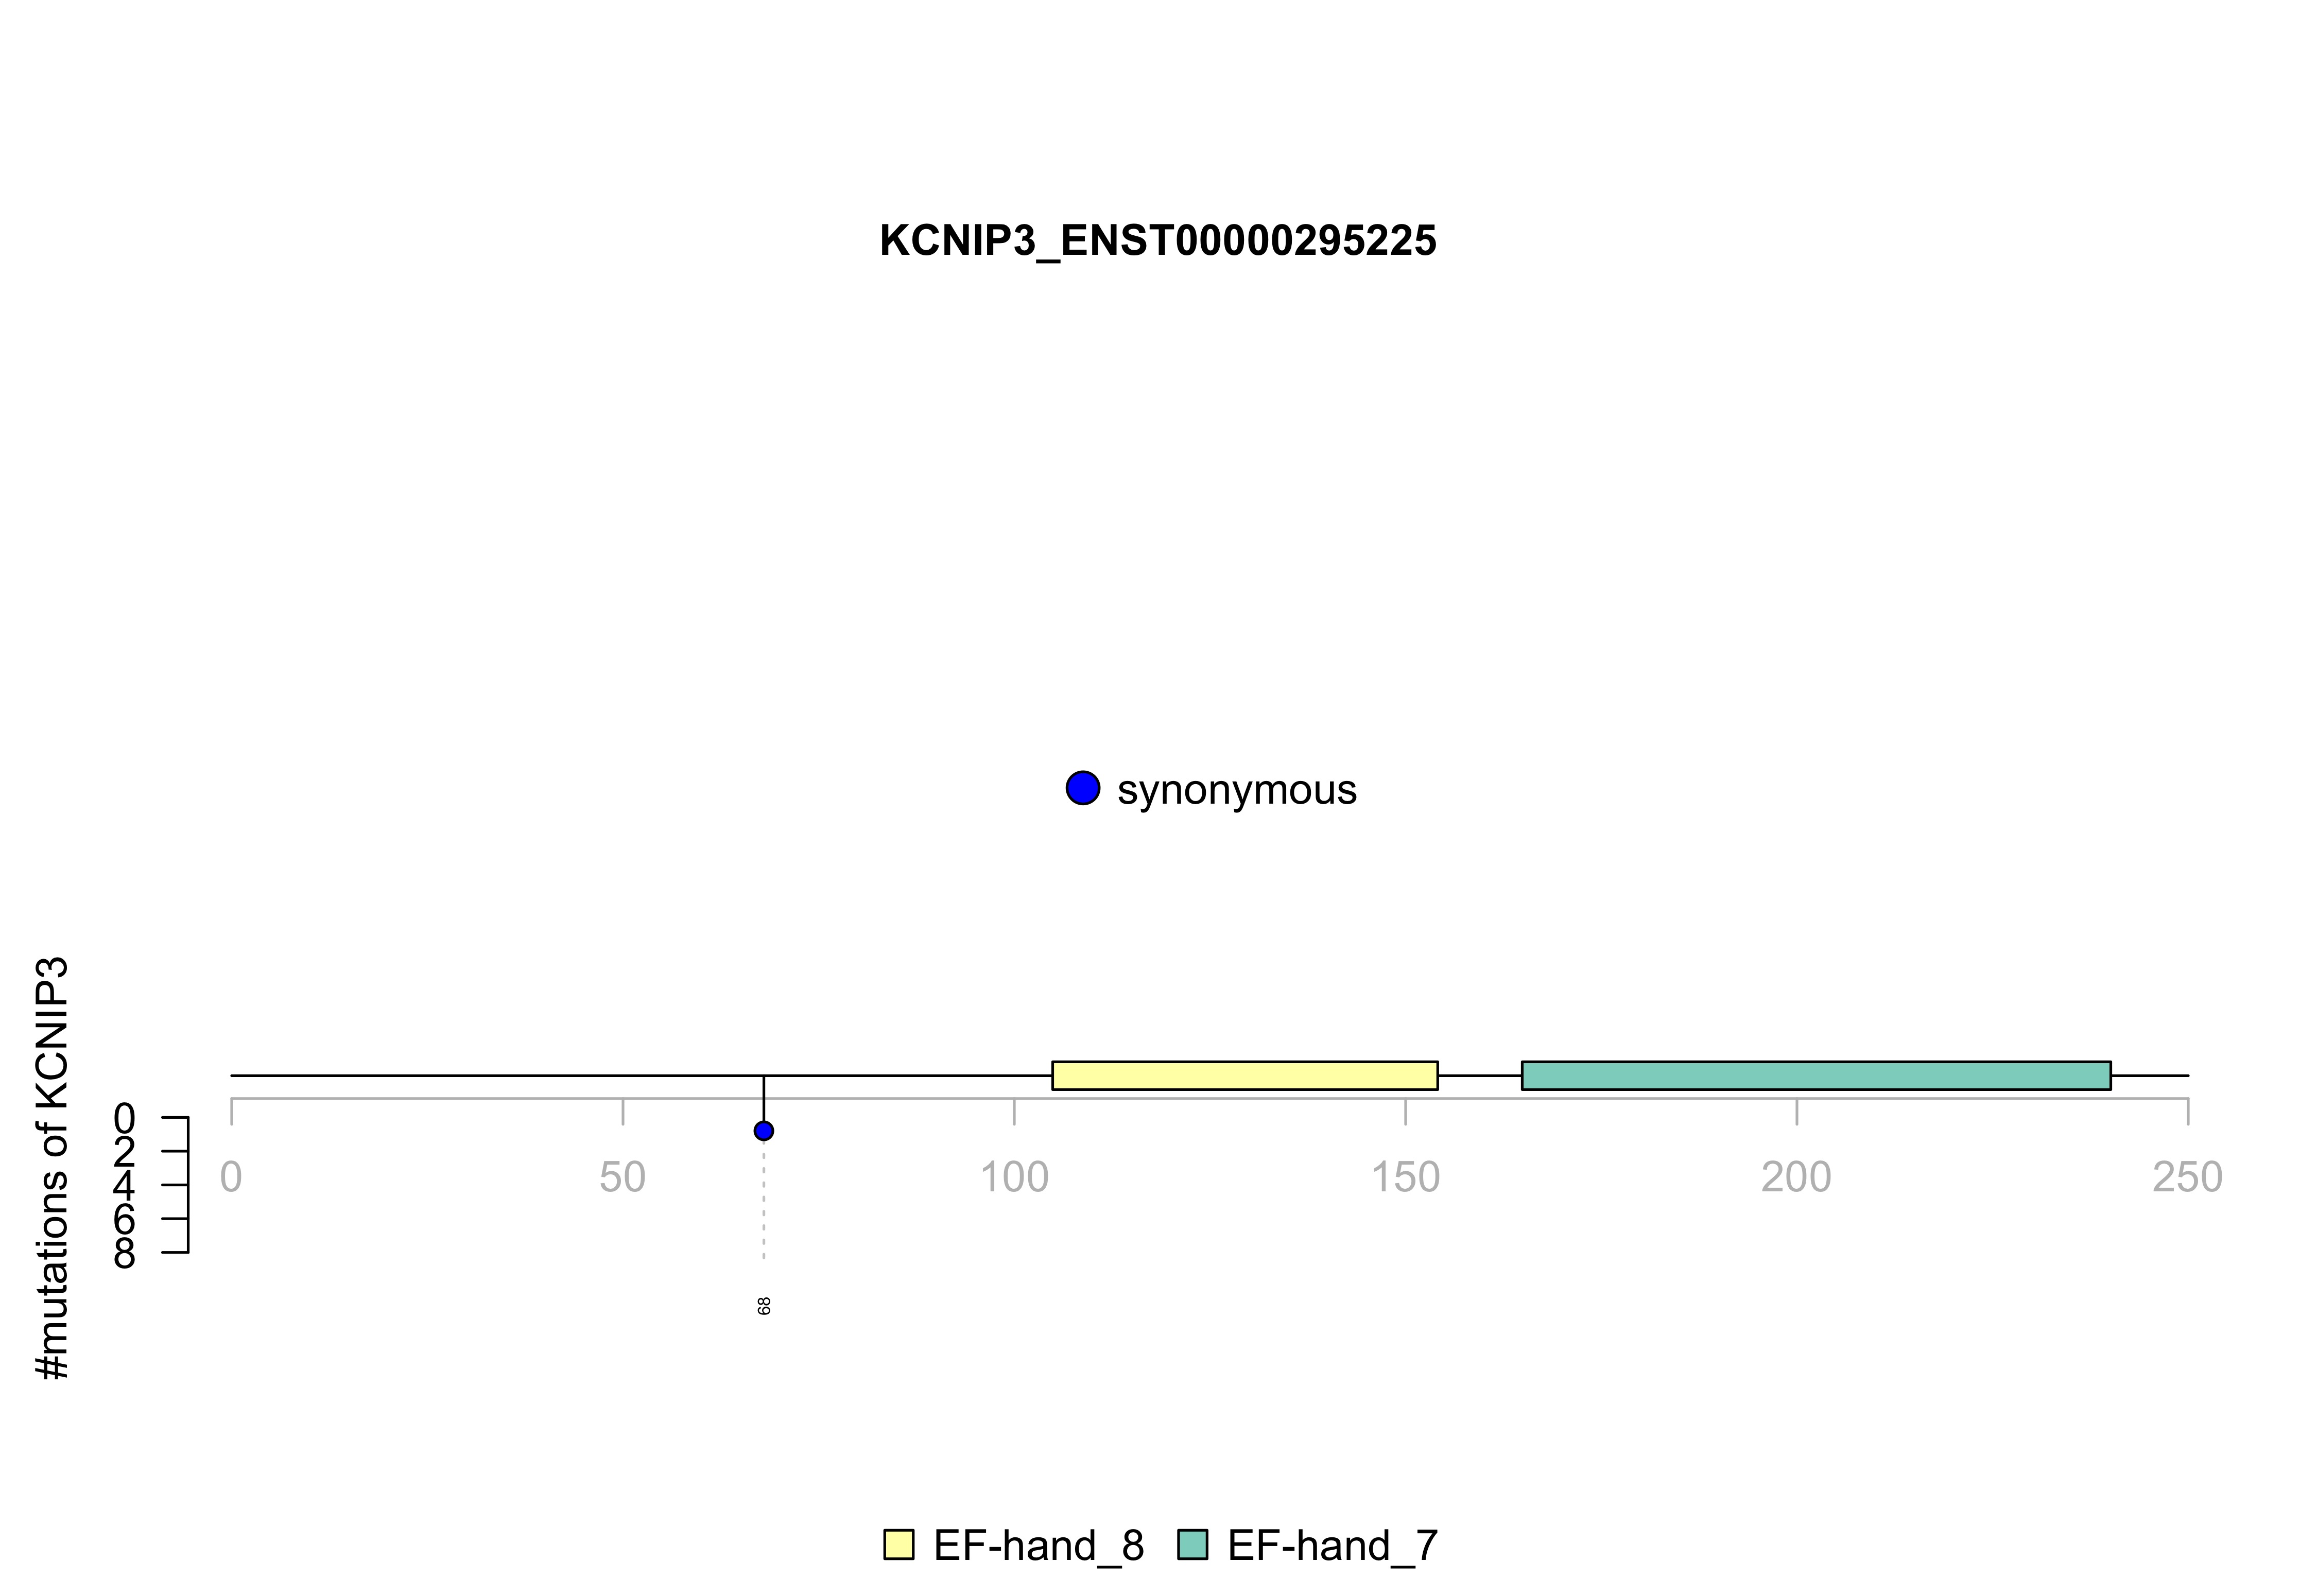 KCNIP3_ENST00000295225
synonymous
#mutations of KCNIP3
0
2
4
6
8
0 50 100 150 200 250
68
EF-hand_8 EF-hand_7